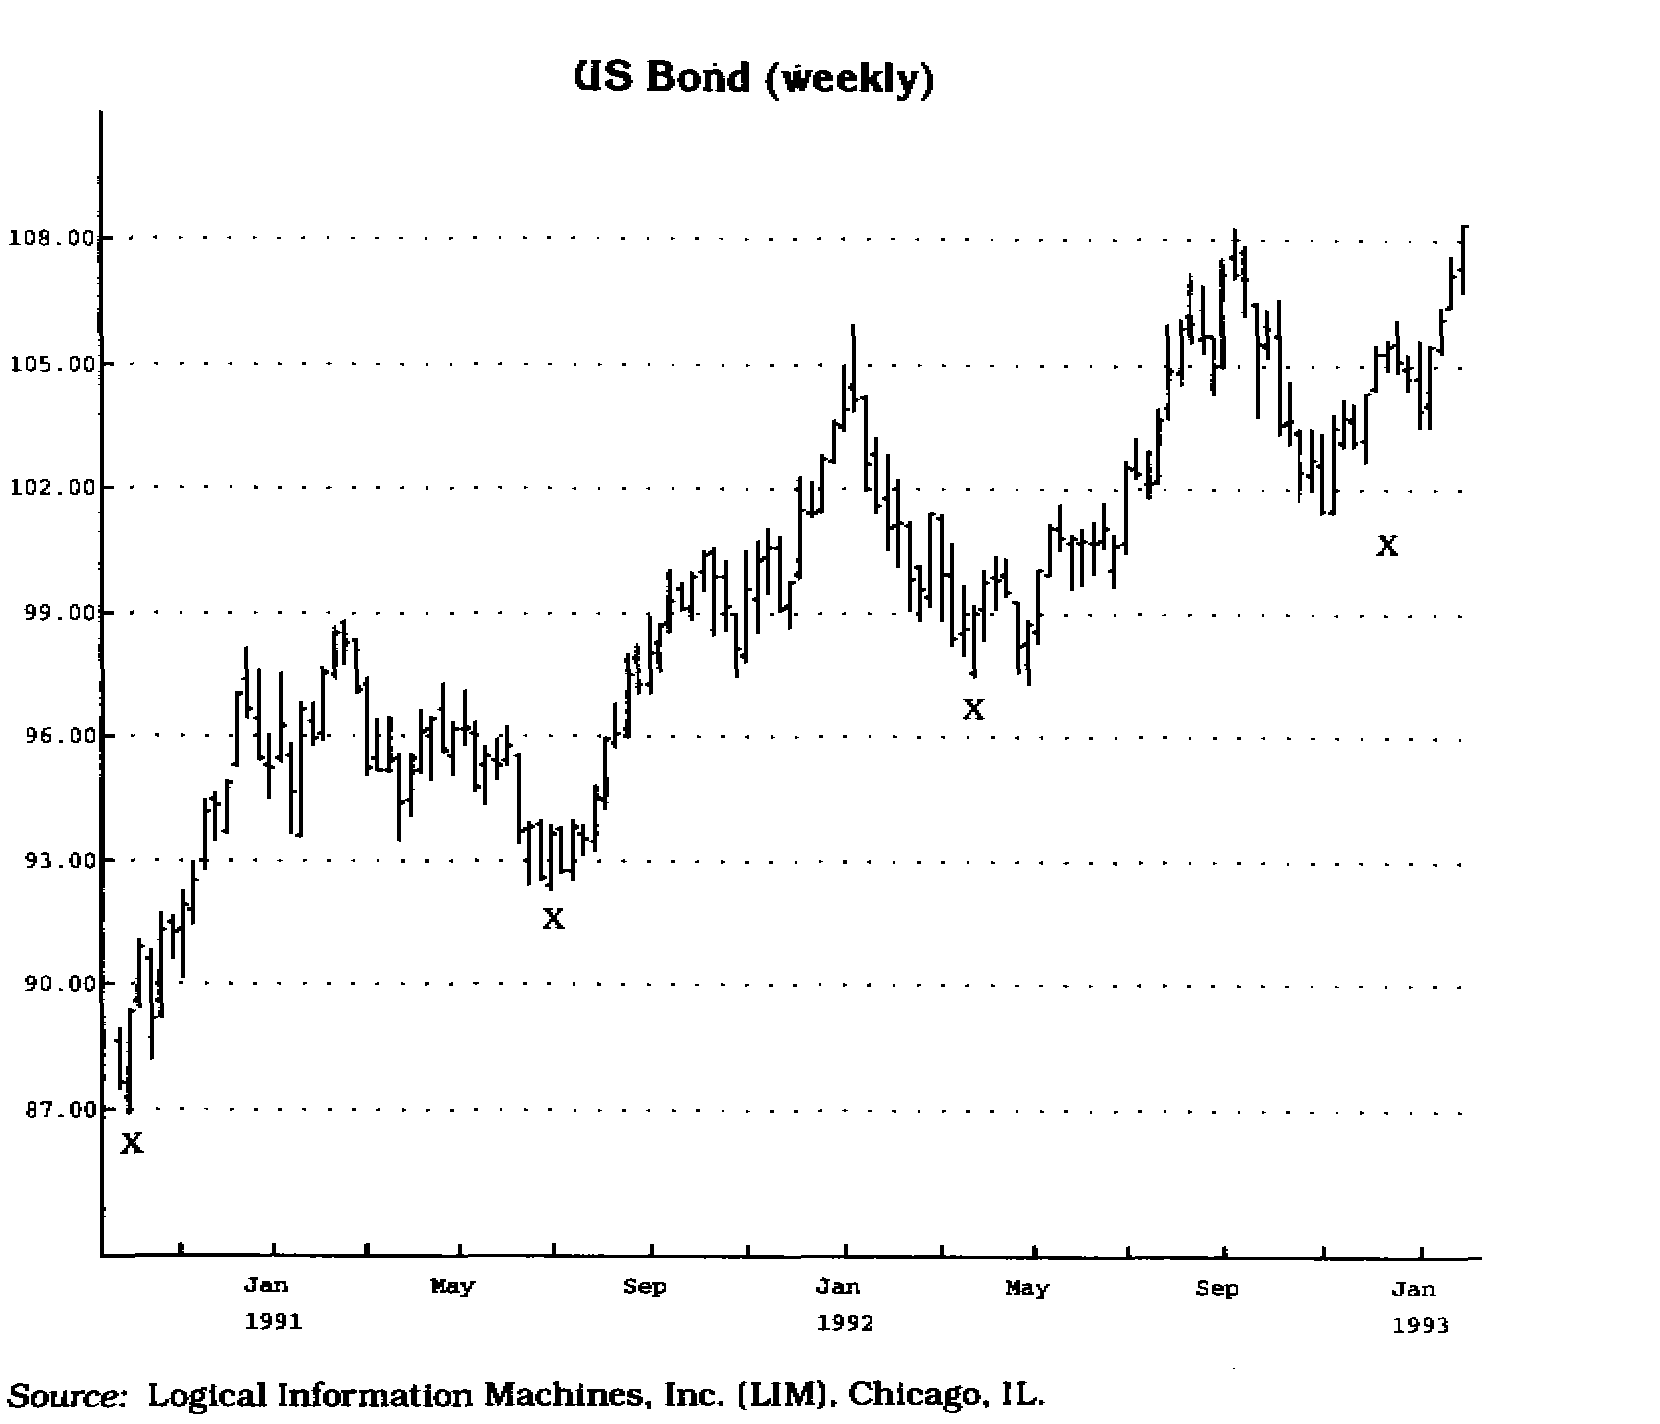 US Bond (weekly)
108.00
105.00
102.00
x
99.00
x
96.00
93.00
x
90.00
87.00
x
Jan May Sep Jan May Sep Jan
1991 1992 1993
Source: Logical Information Machines, Inc. (LIM), Chicago, IL.